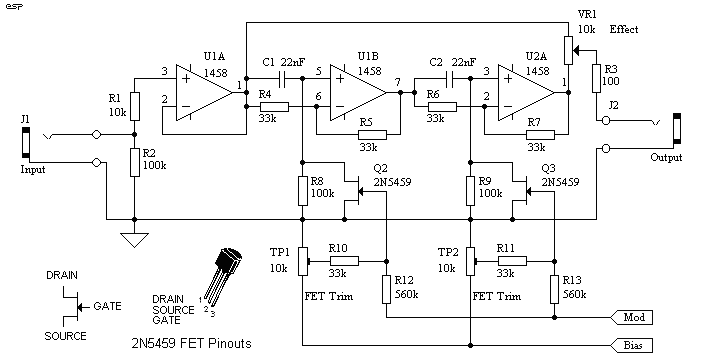 esp
VR1
10k
Effect
U1A
1458
C1 22nF
U1B
1458
C2 22nF
U2A
1458
3
+
1
5
+
7
3
+
1
2
−
6
−
2
−
R1
10k
R4
33k
R5
33k
R6
33k
R7
33k
R3
100
J1
J2
Input
Output
R2
100k
R8
100k
Q2
2N5459
R9
100k
Q3
2N5459
TP1
10k
R10
33k
TP2
10k
R11
33k
R12
560k
R13
560k
FET Trim
FET Trim
Mod
Bias
DRAIN
GATE
SOURCE
DRAIN
SOURCE
GATE
1
2
3
2N5459 FET Pinouts